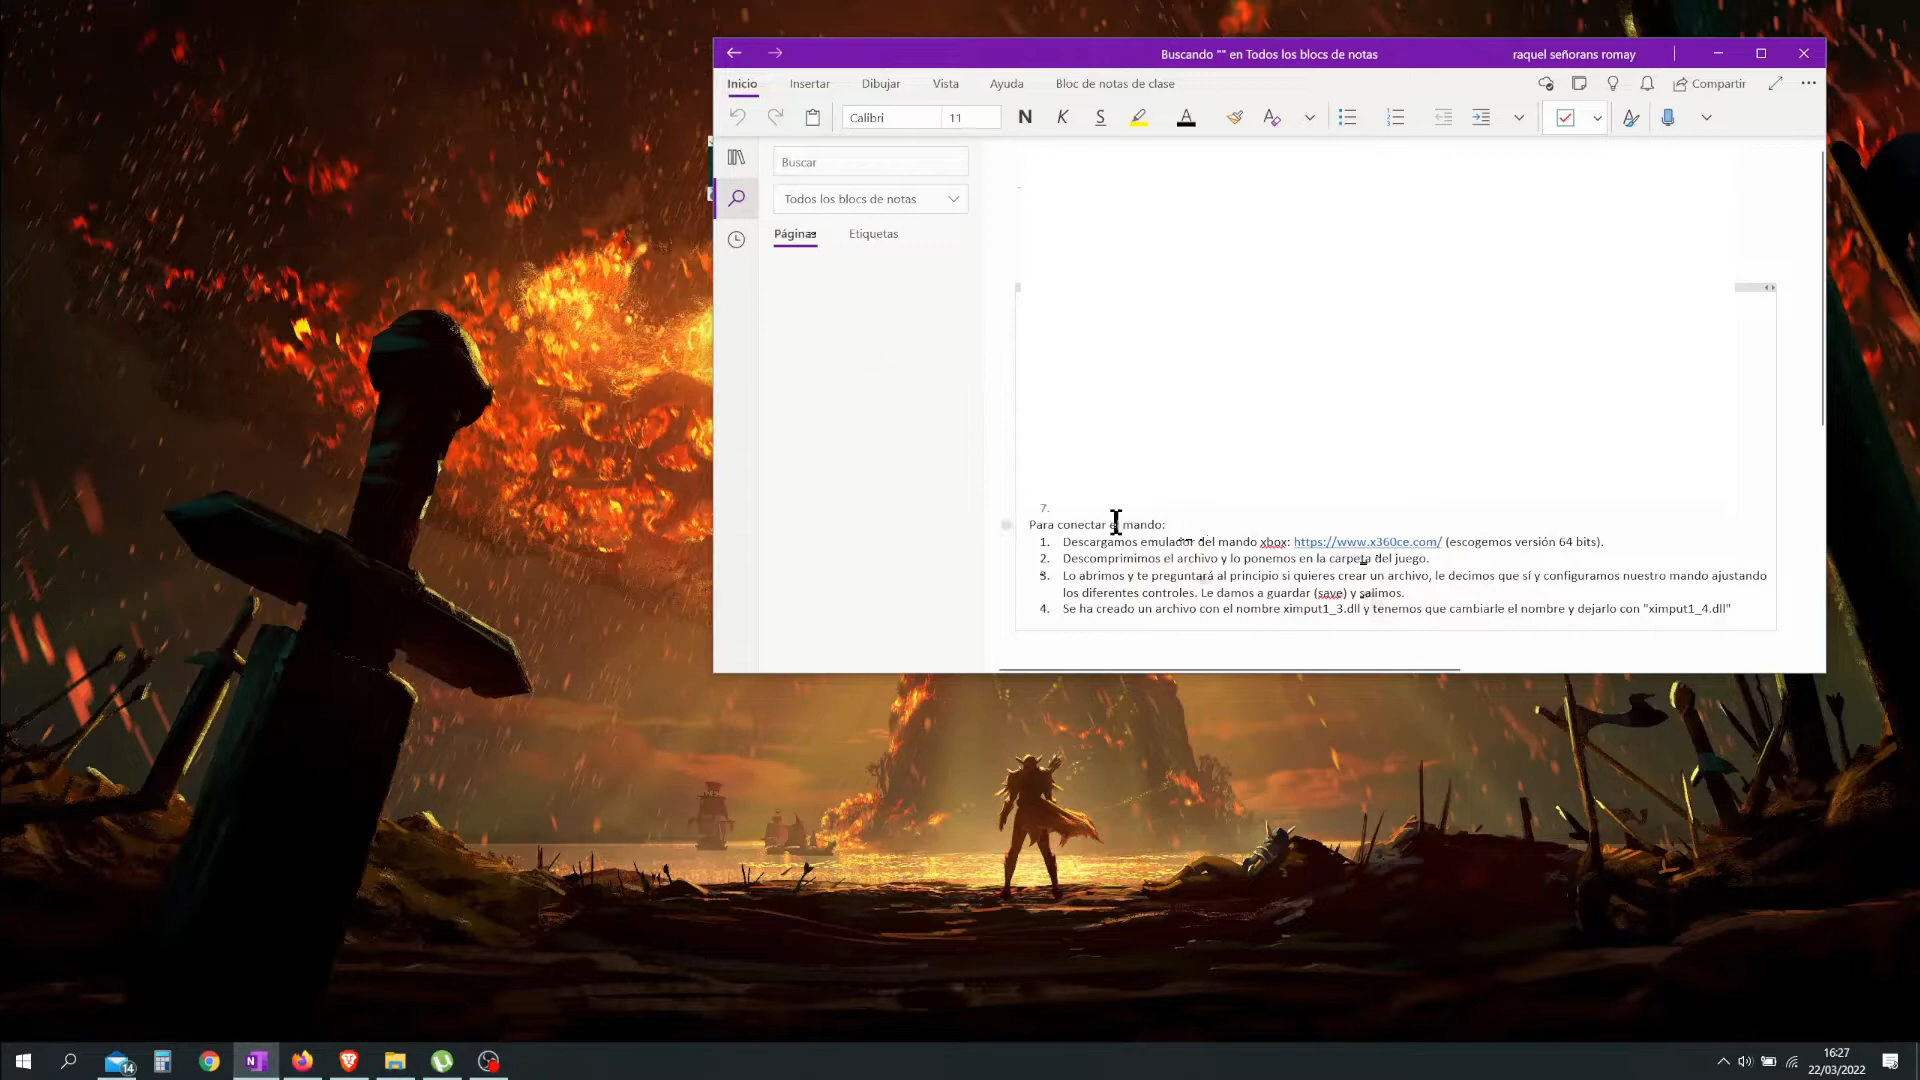 Buscando "" en Todos los blocs de notas
raquel señorans romay
Inicio Insertar Dibujar Vista Ayuda Bloc de notas de clase
Compartir
Calibri 11 N K S A
Buscar
Todos los blocs de notas
Páginas Etiquetas
7.
Para conectar el mando:
1. Descargamos emulador del mando xbox: https://www.x360ce.com/ (escogemos versión 64 bits).
2. Descomprimimos el archivo y lo ponemos en la carpeta del juego.
3. Lo abrimos y te preguntará al principio si quieres crear un archivo, le decimos que sí y configuramos nuestro mando ajustando
los diferentes controles. Le damos a guardar (save) y salimos.
4. Se ha creado un archivo con el nombre ximput1_3.dll y tenemos que cambiarle el nombre y dejarlo con "ximput1_4.dll"
14
16:27
22/03/2022